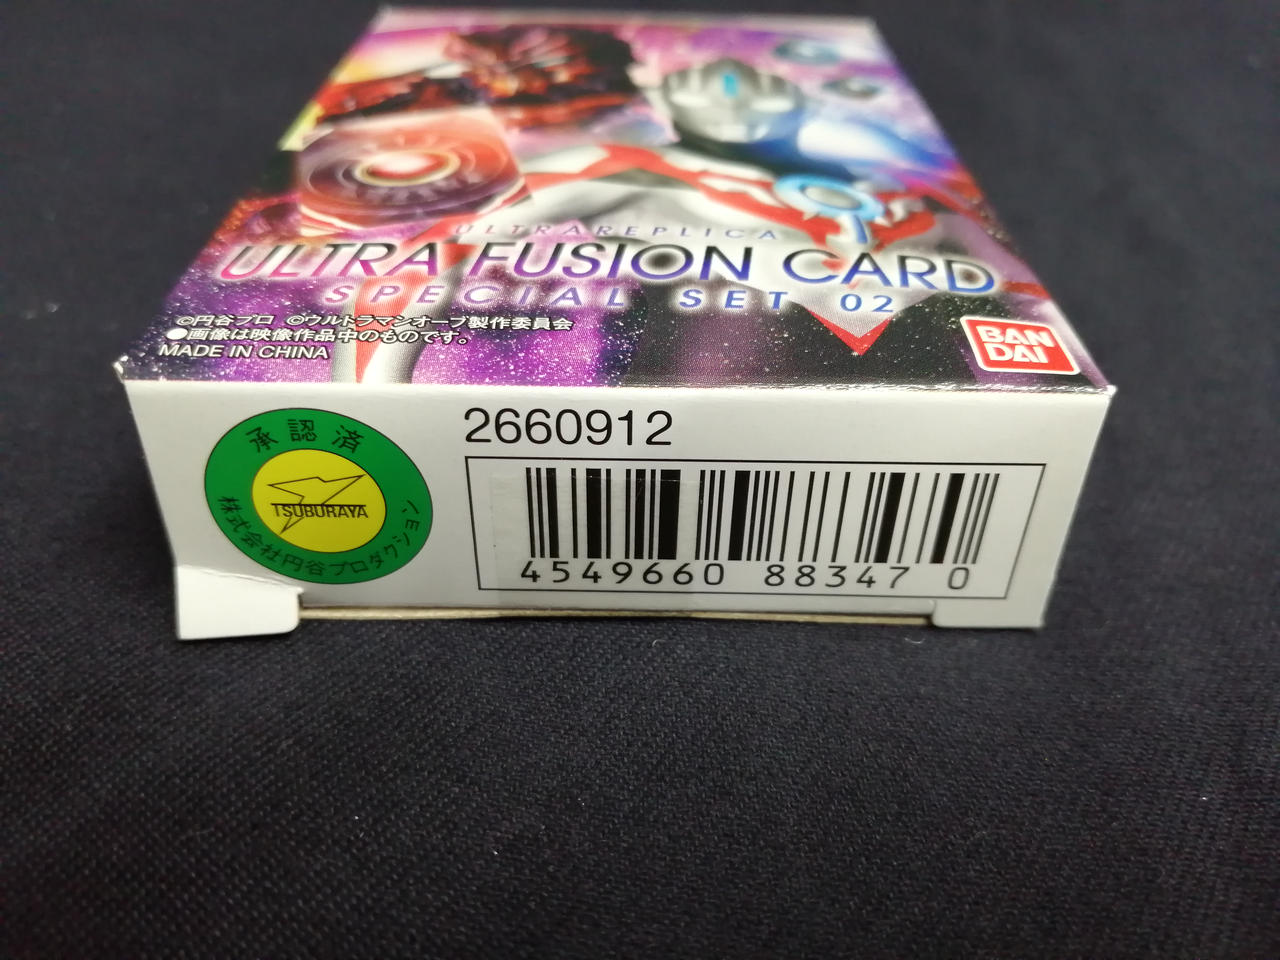 ULTRAREPLICA
ULTRA FUSION CARD
SPECIAL SET 02
©円谷プロ ©ウルトラマンオーブ製作委員会
●画像は映像作品中のものです。
MADE IN CHINA
BAN
DAI
承認済
TSUBURAYA
株式会社円谷プロダクション
2660912
4549660 88347 0